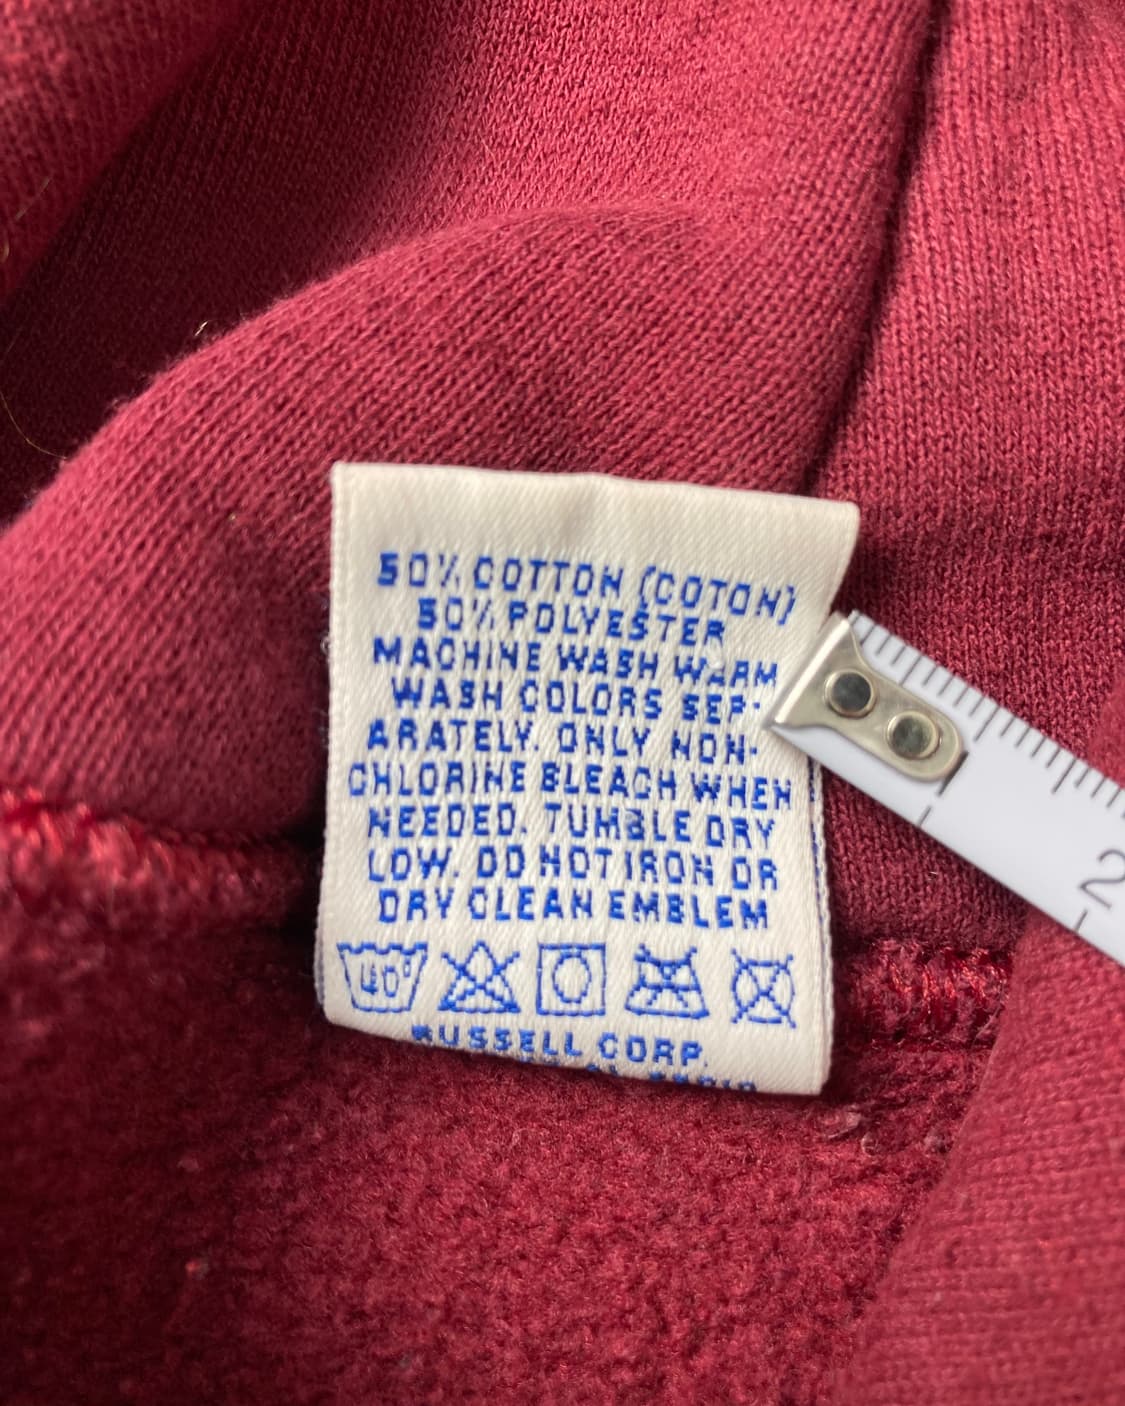 50% COTTON (COTON)
50% POLYESTER
MACHINE WASH WARM
WASH COLORS SEP-
ARATELY. ONLY NON-
CHLORINE BLEACH WHEN
NEEDED. TUMBLE DRY
LOW. DO NOT IRON OR
DRY CLEAN EMBLEM
40°
RUSSELL CORP.
2